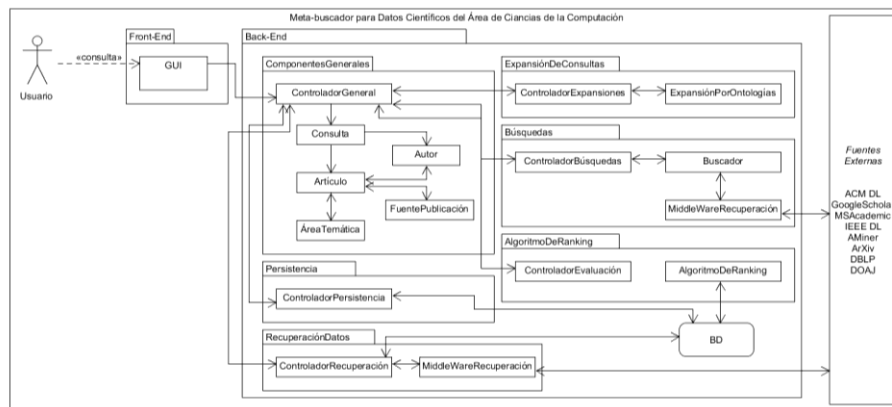 Meta-buscador para Datos Científicos del Área de Ciancias de la Computación
Front-End
Back-End
«consulta»
GUI
Usuario
ComponentesGenerales
ControladorGeneral
Consulta
Autor
Artículo
FuentePublicación
ÁreaTemática
ExpansiónDeConsultas
ControladorExpansiones
ExpansiónPorOntologías
Búsquedas
ControladorBúsquedas
Buscador
MiddleWareRecuperación
AlgoritmoDeRanking
ControladorEvaluación
AlgoritmoDeRanking
Persistencia
ControladorPersistencia
BD
RecuperaciónDatos
ControladorRecuperación
MiddleWareRecuperación
Fuentes
Externas
ACM DL
GoogleSchola
MSAcademic
IEEE DL
AMiner
ArXiv
DBLP
DOAJ